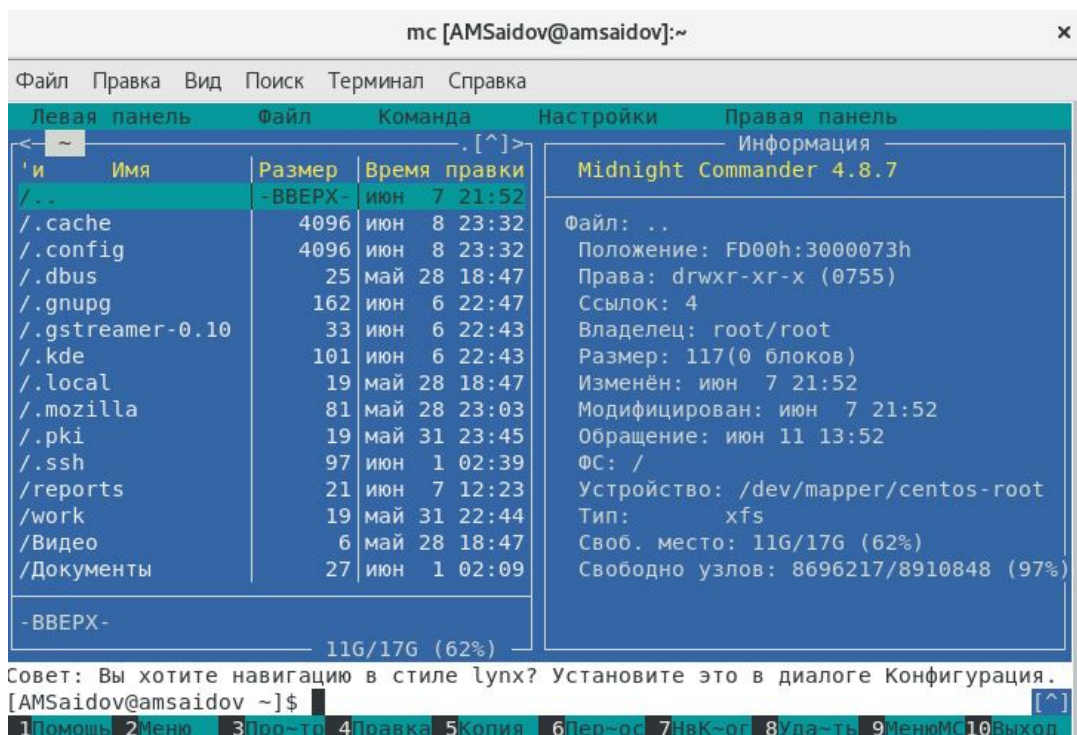 mc [AMSaidov@amsaidov]:~ ×
Файл Правка Вид Поиск Терминал Справка
Левая панель Файл Команда Настройки Правая панель
<─ ~ ─.[^]>
'и Имя Размер Время правки
/.. -ВВЕРХ- июн 7 21:52
/.cache 4096 июн 8 23:32
/.config 4096 июн 8 23:32
/.dbus 25 май 28 18:47
/.gnupg 162 июн 6 22:47
/.gstreamer-0.10 33 июн 6 22:43
/.kde 101 июн 6 22:43
/.local 19 май 28 18:47
/.mozilla 81 май 28 23:03
/.pki 19 май 31 23:45
/.ssh 97 июн 1 02:39
/reports 21 июн 7 12:23
/work 19 май 31 22:44
/Видео 6 май 28 18:47
/Документы 27 июн 1 02:09
-ВВЕРХ-
11G/17G (62%)
Информация
Midnight Commander 4.8.7
Файл: ..
Положение: FD00h:3000073h
Права: drwxr-xr-x (0755)
Ссылок: 4
Владелец: root/root
Размер: 117(0 блоков)
Изменён: июн 7 21:52
Модифицирован: июн 7 21:52
Обращение: июн 11 13:52
ФС: /
Устройство: /dev/mapper/centos-root
Тип: xfs
Своб. место: 11G/17G (62%)
Свободно узлов: 8696217/8910848 (97%)
Совет: Вы хотите навигацию в стиле lynx? Установите это в диалоге Конфигурация.
[AMSaidov@amsaidov ~]$ [^]
1Помощь 2Меню 3Про~тр 4Правка 5Копия 6Пер~ос 7НвК~ог 8Уда~ть 9МенюMC 10Выход